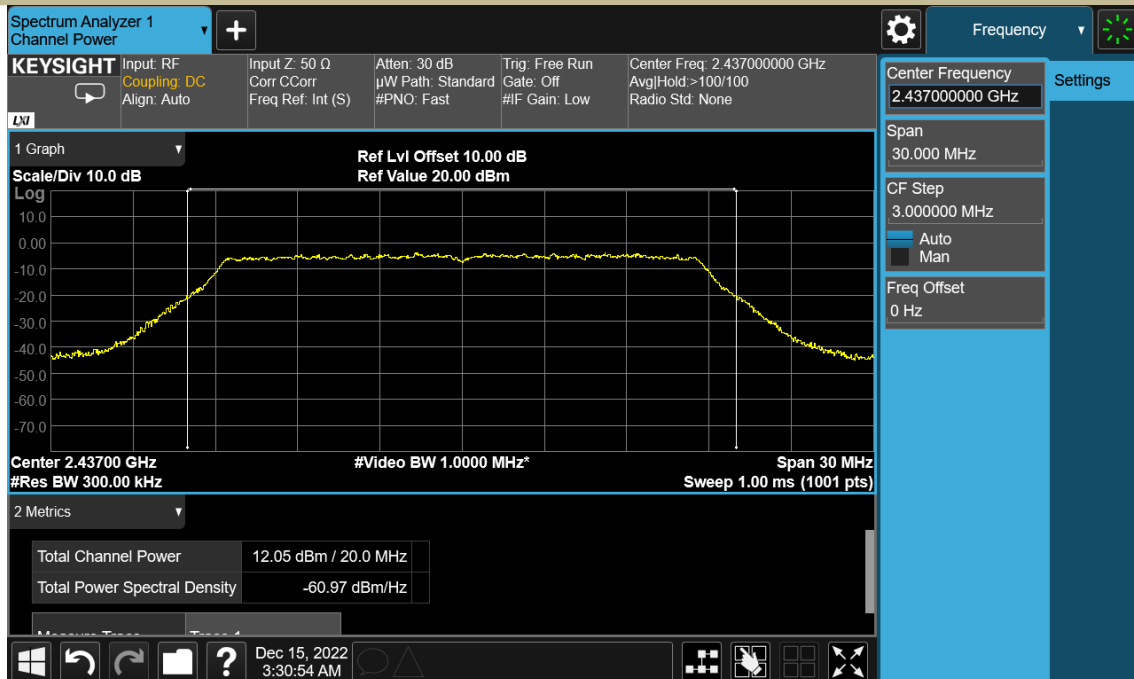 Spectrum Analyzer 1
Channel Power
Frequency
KEYSIGHT
LXI
Input: RF
Coupling: DC
Align: Auto
Input Z: 50 Ω
Corr CCorr
Freq Ref: Int (S)
Atten: 30 dB
µW Path: Standard
#PNO: Fast
Trig: Free Run
Gate: Off
#IF Gain: Low
Center Freq: 2.437000000 GHz
Avg|Hold:>100/100
Radio Std: None
Center Frequency
2.437000000 GHz
Settings
Span
30.000 MHz
CF Step
3.000000 MHz
Auto
Man
Freq Offset
0 Hz
1 Graph
Scale/Div 10.0 dB
Ref Lvl Offset 10.00 dB
Ref Value 20.00 dBm
Log
10.0
0.00
-10.0
-20.0
-30.0
-40.0
-50.0
-60.0
-70.0
Center 2.43700 GHz
#Video BW 1.0000 MHz*
Span 30 MHz
#Res BW 300.00 kHz
Sweep 1.00 ms (1001 pts)
2 Metrics
Total Channel Power 12.05 dBm / 20.0 MHz
Total Power Spectral Density -60.97 dBm/Hz
Measure Trace Trace 1
?
Dec 15, 2022
3:30:54 AM